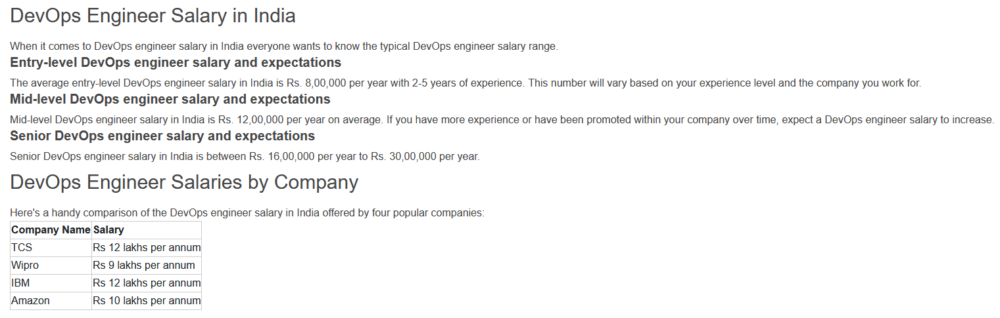 DevOps Engineer Salary in India
When it comes to DevOps engineer salary in India everyone wants to know the typical DevOps engineer salary range.
Entry-level DevOps engineer salary and expectations
The average entry-level DevOps engineer salary in India is Rs. 8,00,000 per year with 2-5 years of experience. This number will vary based on your experience level and the company you work for.
Mid-level DevOps engineer salary and expectations
Mid-level DevOps engineer salary in India is Rs. 12,00,000 per year on average. If you have more experience or have been promoted within your company over time, expect a DevOps engineer salary to increase.
Senior DevOps engineer salary and expectations
Senior DevOps engineer salary in India is between Rs. 16,00,000 per year to Rs. 30,00,000 per year.
DevOps Engineer Salaries by Company
Here's a handy comparison of the DevOps engineer salary in India offered by four popular companies:
Company Name Salary
TCS Rs 12 lakhs per annum
Wipro Rs 9 lakhs per annum
IBM Rs 12 lakhs per annum
Amazon Rs 10 lakhs per annum